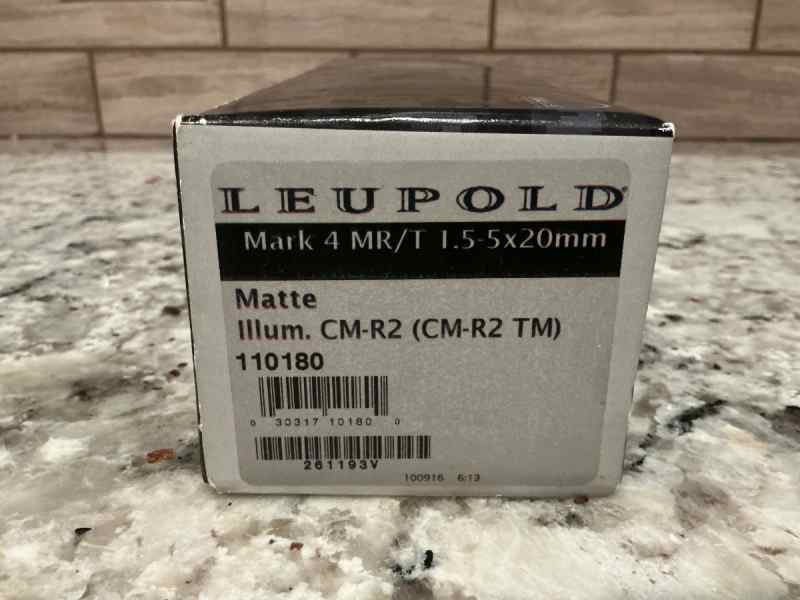 LEUPOLD®
Mark 4 MR/T 1.5-5x20mm
Matte
Illum. CM-R2 (CM-R2 TM)
110180
0 30317 10180 0
261193V
100916 6:13